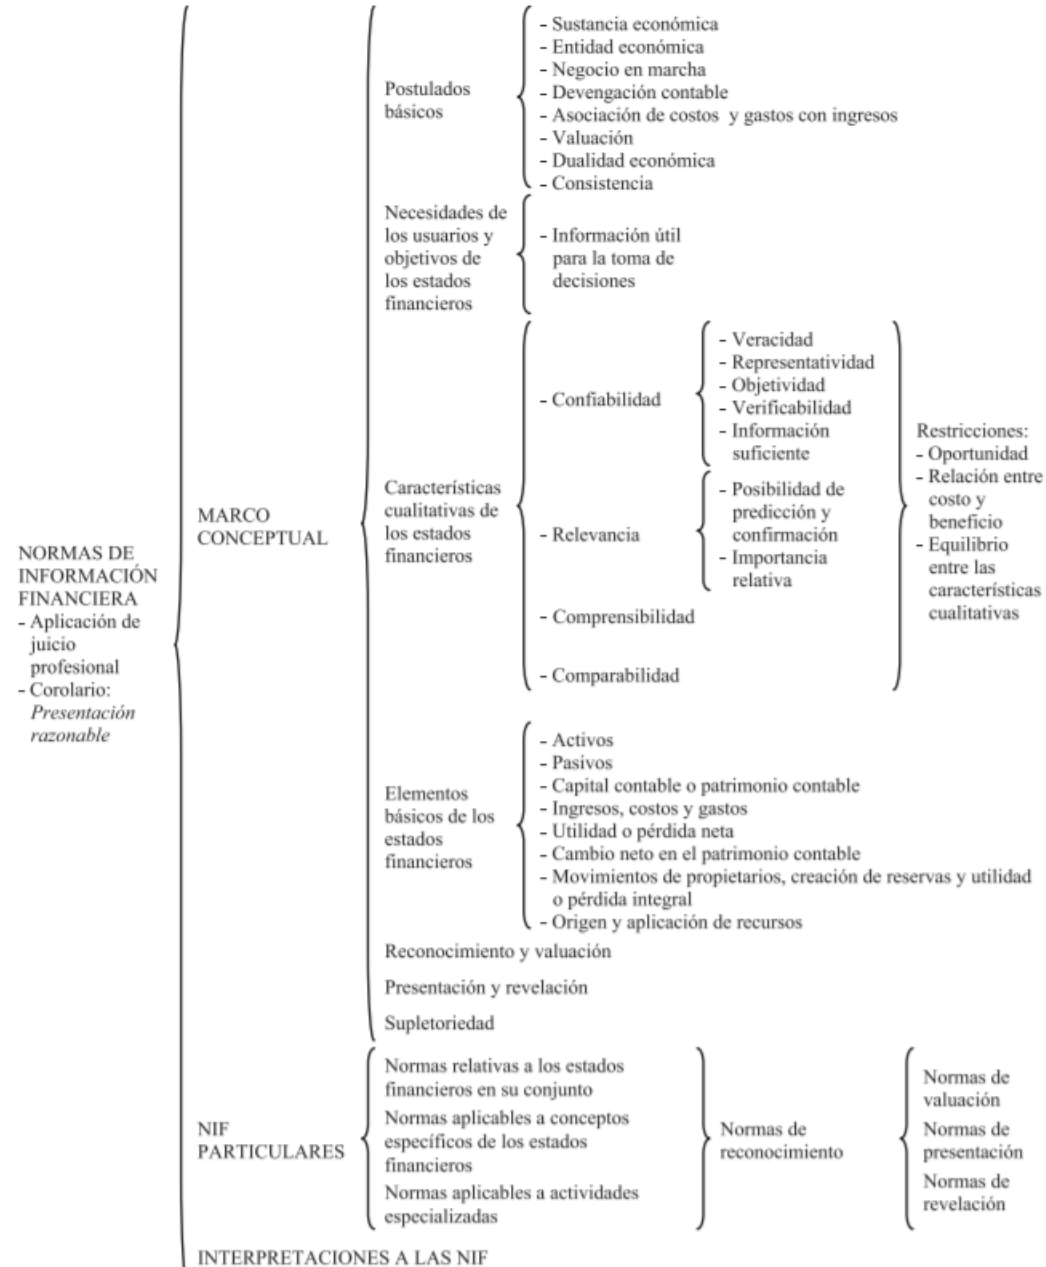 NORMAS DE
INFORMACIÓN
FINANCIERA
- Aplicación de
juicio
profesional
- Corolario:
Presentación
razonable
MARCO
CONCEPTUAL
Postulados
básicos
- Sustancia económica
- Entidad económica
- Negocio en marcha
- Devengación contable
- Asociación de costos y gastos con ingresos
- Valuación
- Dualidad económica
- Consistencia
Necesidades de
los usuarios y
objetivos de
los estados
financieros
- Información útil
para la toma de
decisiones
Características
cualitativas de
los estados
financieros
- Confiabilidad
- Veracidad
- Representatividad
- Objetividad
- Verificabilidad
- Información
suficiente
- Relevancia
- Posibilidad de
predicción y
confirmación
- Importancia
relativa
- Comprensibilidad
- Comparabilidad
Restricciones:
- Oportunidad
- Relación entre
costo y
beneficio
- Equilibrio
entre las
características
cualitativas
Elementos
básicos de los
estados
financieros
- Activos
- Pasivos
- Capital contable o patrimonio contable
- Ingresos, costos y gastos
- Utilidad o pérdida neta
- Cambio neto en el patrimonio contable
- Movimientos de propietarios, creación de reservas y utilidad
o pérdida integral
- Origen y aplicación de recursos
Reconocimiento y valuación
Presentación y revelación
Supletoriedad
NIF
PARTICULARES
Normas relativas a los estados
financieros en su conjunto
Normas aplicables a conceptos
específicos de los estados
financieros
Normas aplicables a actividades
especializadas
Normas de
reconocimiento
Normas de
valuación
Normas de
presentación
Normas de
revelación
INTERPRETACIONES A LAS NIF